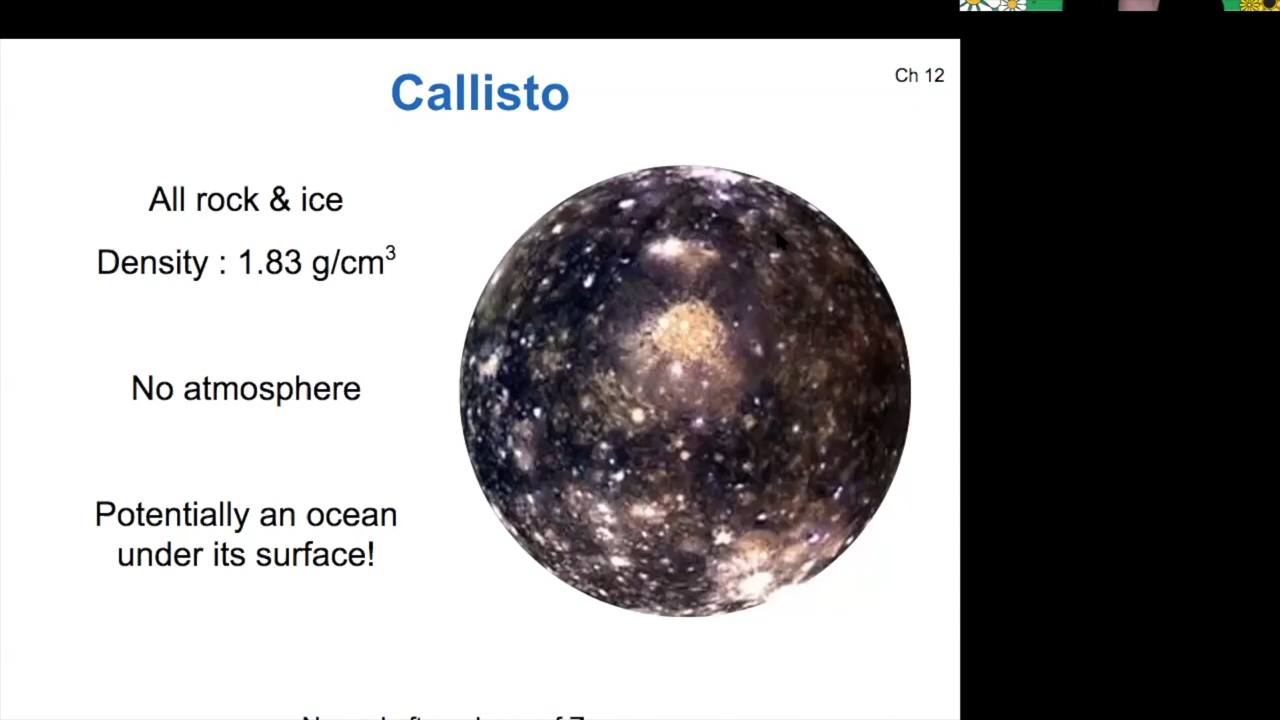 Ch 12
Callisto
All rock & ice
Density : 1.83 g/cm³
No atmosphere
Potentially an ocean
under its surface!